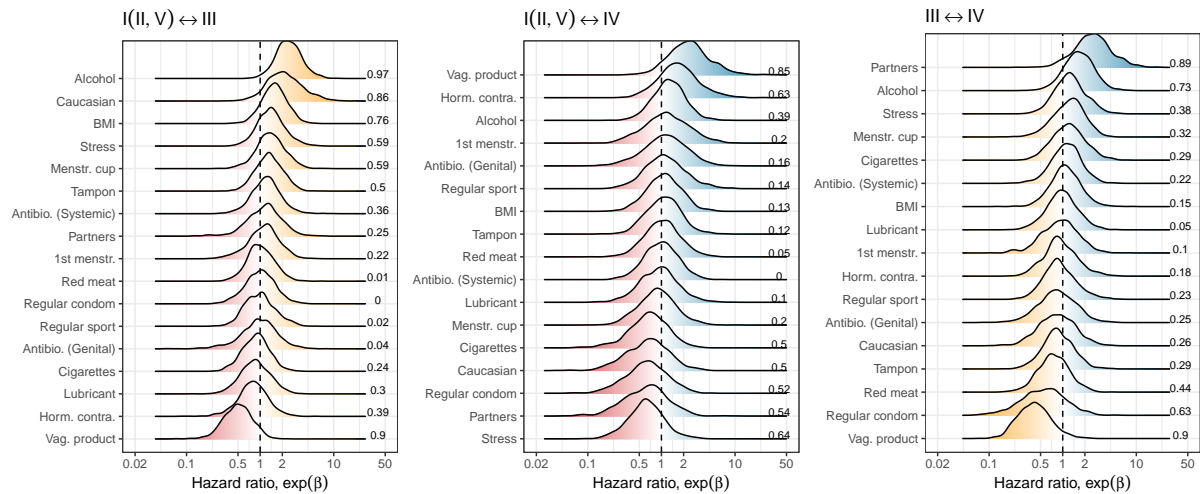 I(II, V) ↔ III
Alcohol 0.97
Caucasian 0.86
BMI 0.76
Stress 0.59
Menstr. cup 0.59
Tampon 0.5
Antibio. (Systemic) 0.36
Partners 0.25
1st menstr. 0.22
Red meat 0.01
Regular condom 0
Regular sport 0.02
Antibio. (Genital) 0.04
Cigarettes 0.24
Lubricant 0.3
Horm. contra. 0.39
Vag. product 0.9
0.02 0.1 0.5 1 2 10 50
Hazard ratio, exp(β)
I(II, V) ↔ IV
Vag. product 0.85
Horm. contra. 0.63
Alcohol 0.39
1st menstr. 0.2
Antibio. (Genital) 0.16
Regular sport 0.14
BMI 0.13
Tampon 0.12
Red meat 0.05
Antibio. (Systemic) 0
Lubricant 0.1
Menstr. cup 0.2
Cigarettes 0.5
Caucasian 0.5
Regular condom 0.52
Partners 0.54
Stress 0.64
0.02 0.1 0.5 1 2 10 50
Hazard ratio, exp(β)
III ↔ IV
Partners 0.89
Alcohol 0.73
Stress 0.38
Menstr. cup 0.32
Cigarettes 0.29
Antibio. (Systemic) 0.22
BMI 0.15
Lubricant 0.05
1st menstr. 0.1
Horm. contra. 0.18
Regular sport 0.23
Antibio. (Genital) 0.25
Caucasian 0.26
Tampon 0.29
Red meat 0.44
Regular condom 0.63
Vag. product 0.9
0.02 0.1 0.5 1 2 10 50
Hazard ratio, exp(β)